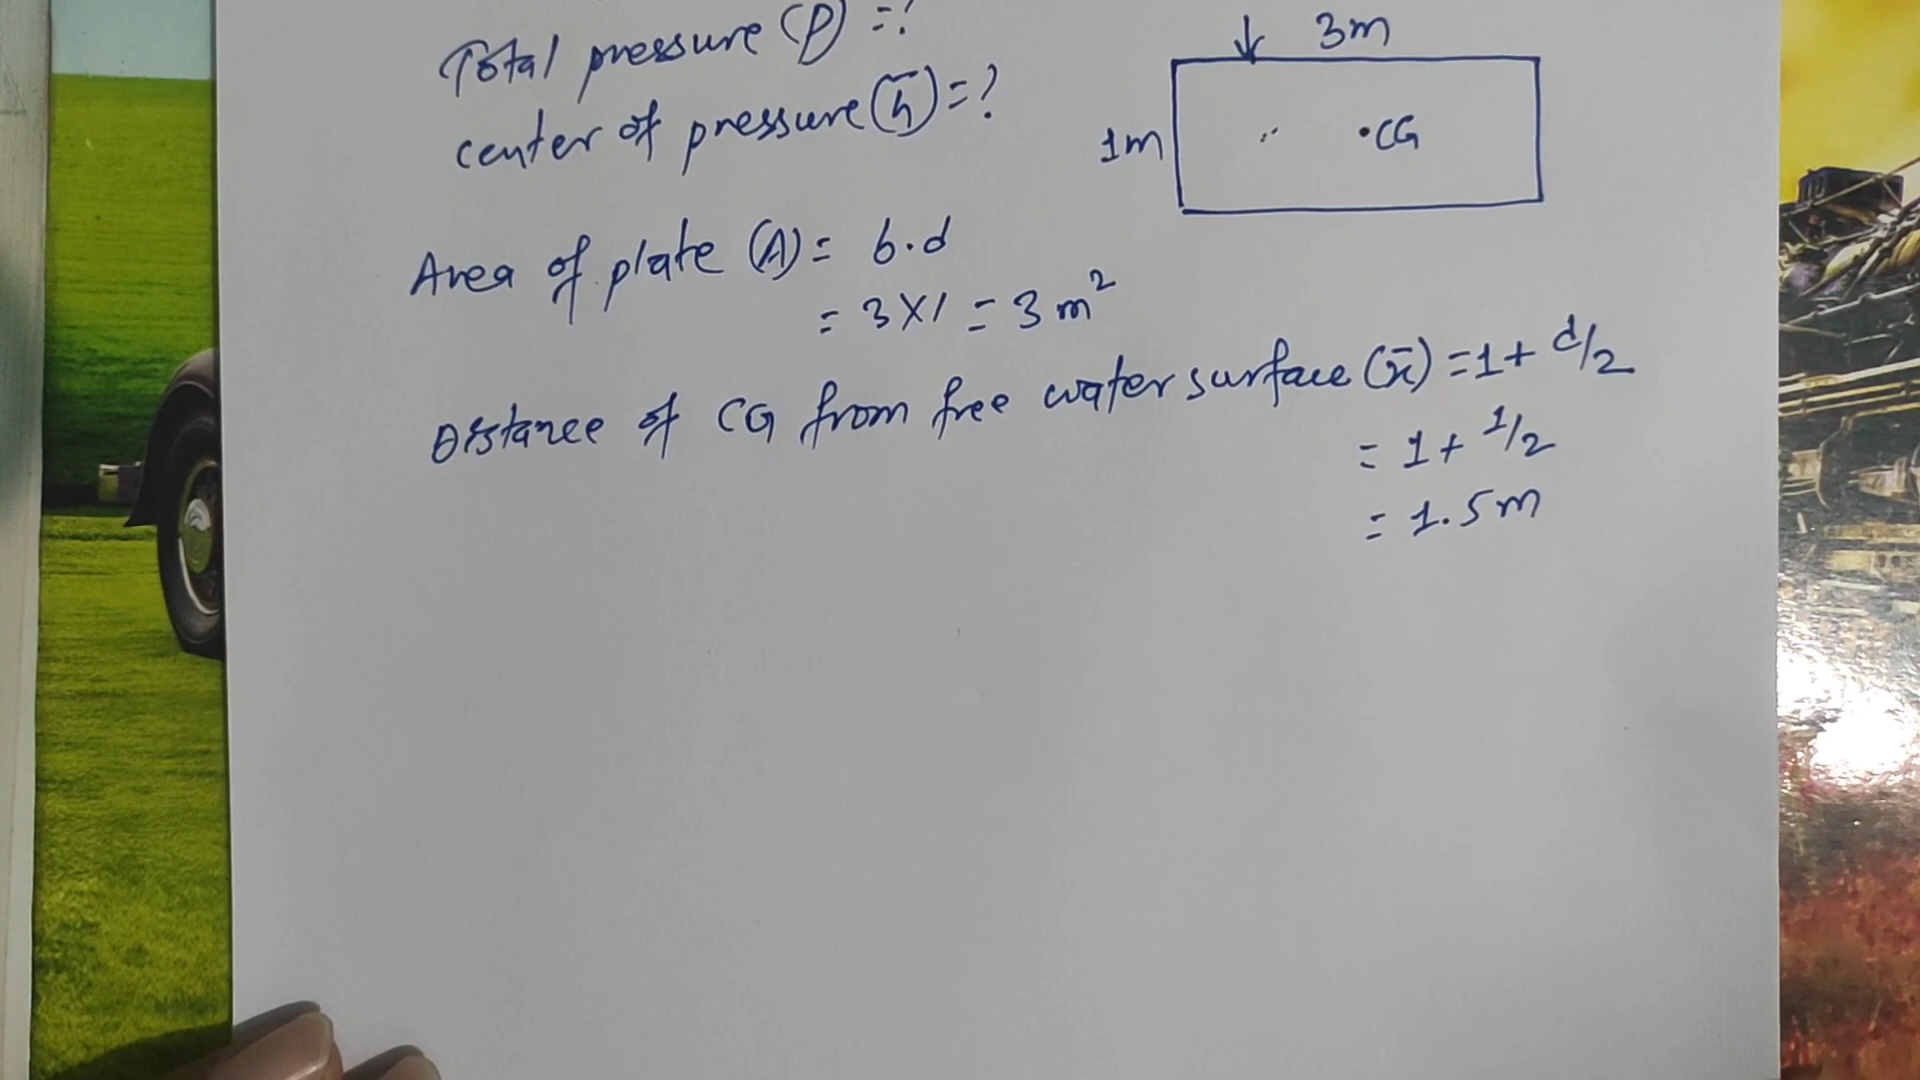 Total pressure (P) = ?
center of pressure (h̄) = ?
3m
1m
•CG
Area of plate (A) = b.d
= 3 X 1 = 3 m²
Distance of CG from free water surface (x̄) = 1 + d/2
= 1 + 1/2
= 1.5 m